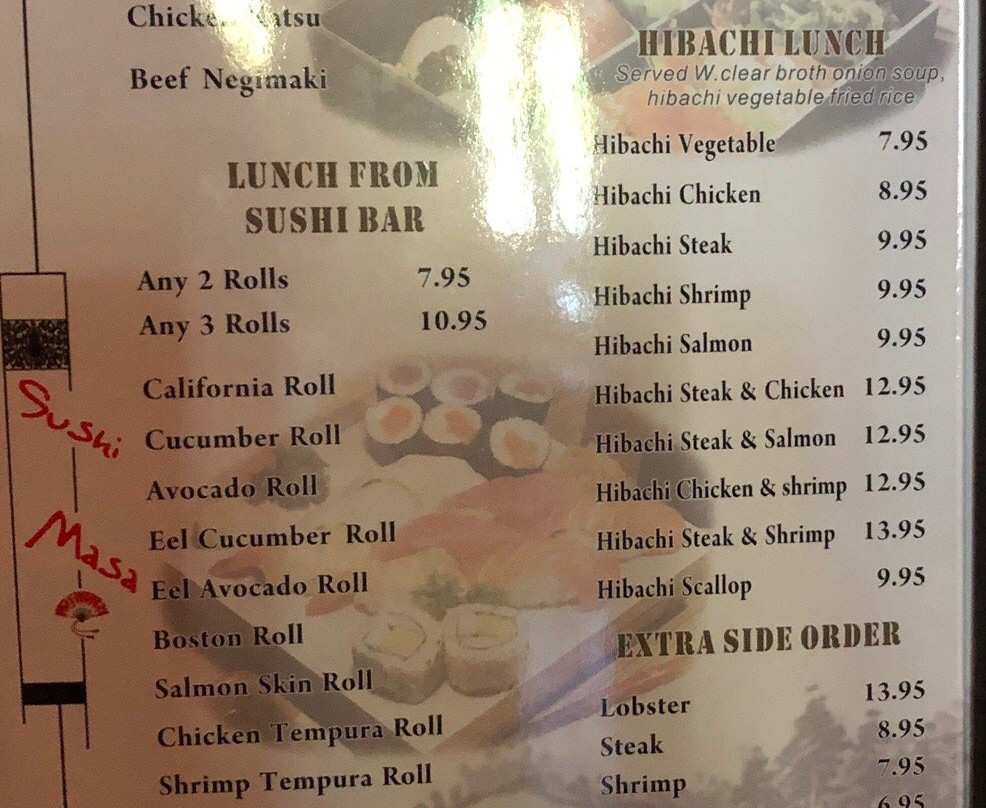 Beef Negimaki
LUNCH FROM
SUSHI BAR
Any 2 Rolls 7.95
Any 3 Rolls 10.95
California Roll
Cucumber Roll
Avocado Roll
Eel Cucumber Roll
Eel Avocado Roll
Boston Roll
Salmon Skin Roll
Chicken Tempura Roll
Shrimp Tempura Roll
Sushi
Masa
HIBACHI LUNCH
Served W.clear broth onion soup,
hibachi vegetable fried rice
Hibachi Vegetable 7.95
Hibachi Chicken 8.95
Hibachi Steak 9.95
Hibachi Shrimp 9.95
Hibachi Salmon 9.95
Hibachi Steak & Chicken 12.95
Hibachi Steak & Salmon 12.95
Hibachi Chicken & shrimp 12.95
Hibachi Steak & Shrimp 13.95
Hibachi Scallop 9.95
EXTRA SIDE ORDER
Lobster 13.95
Steak 8.95
Shrimp 7.95
6.95